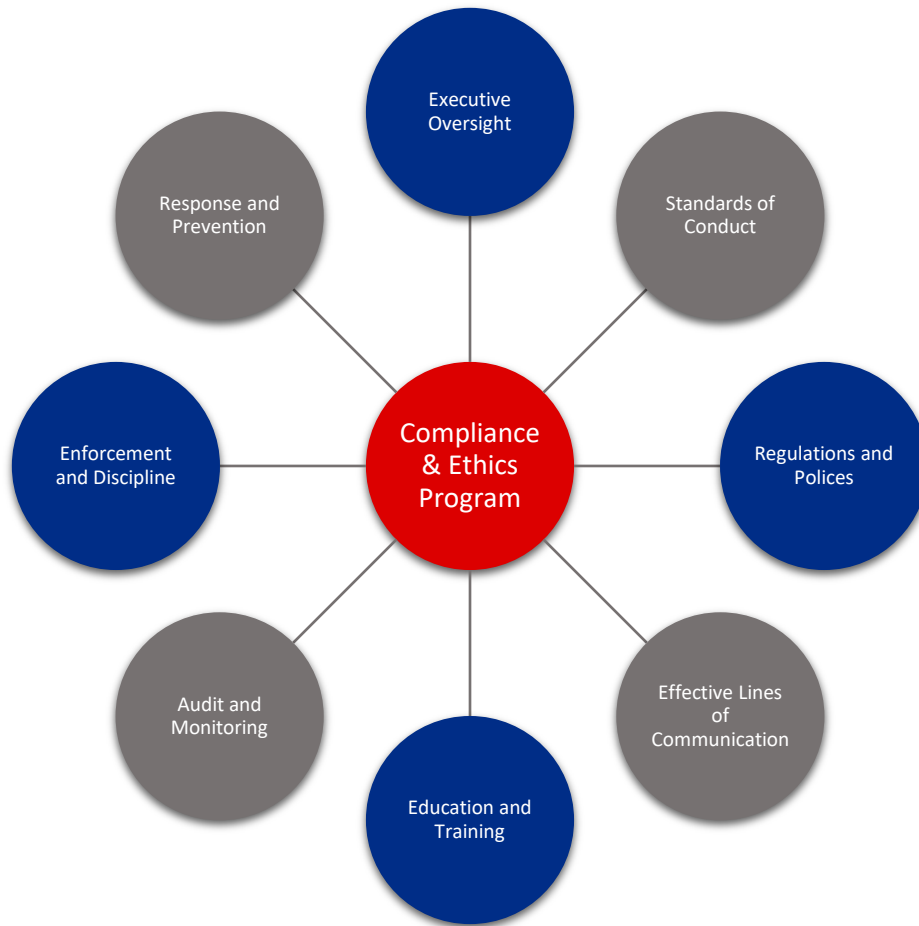 Executive
Oversight
Standards of
Conduct
Regulations and
Polices
Effective Lines
of
Communication
Education and
Training
Audit and
Monitoring
Enforcement
and Discipline
Response and
Prevention
Compliance
& Ethics
Program